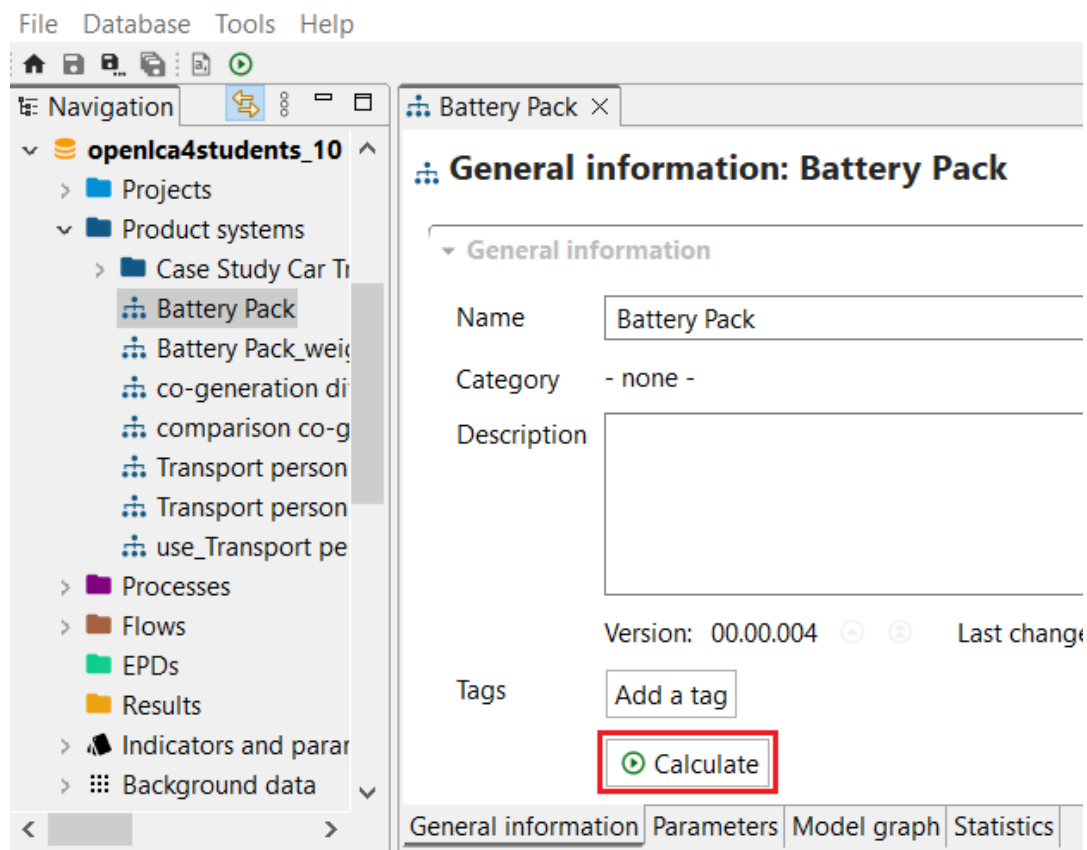 File Database Tools Help
Navigation
openlca4students_10
Projects
Product systems
Case Study Car Tr
Battery Pack
Battery Pack_weig
co-generation di
comparison co-g
Transport person
Transport person
use_Transport pe
Processes
Flows
EPDs
Results
Indicators and parar
Background data
Battery Pack
General information: Battery Pack
General information
Name Battery Pack
Category - none -
Description
Version: 00.00.004 Last change
Tags Add a tag
Calculate
General information Parameters Model graph Statistics